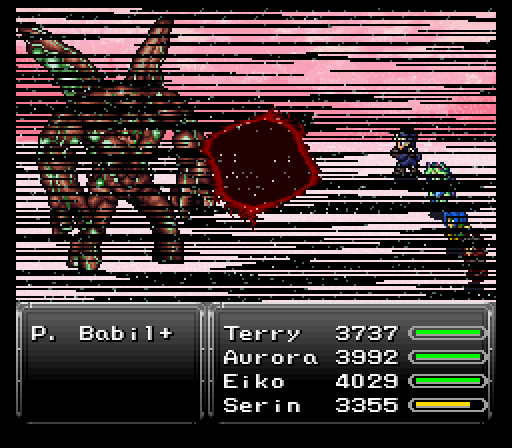 P. Babil+
Terry 3737
Aurora 3992
Eiko 4029
Serin 3355